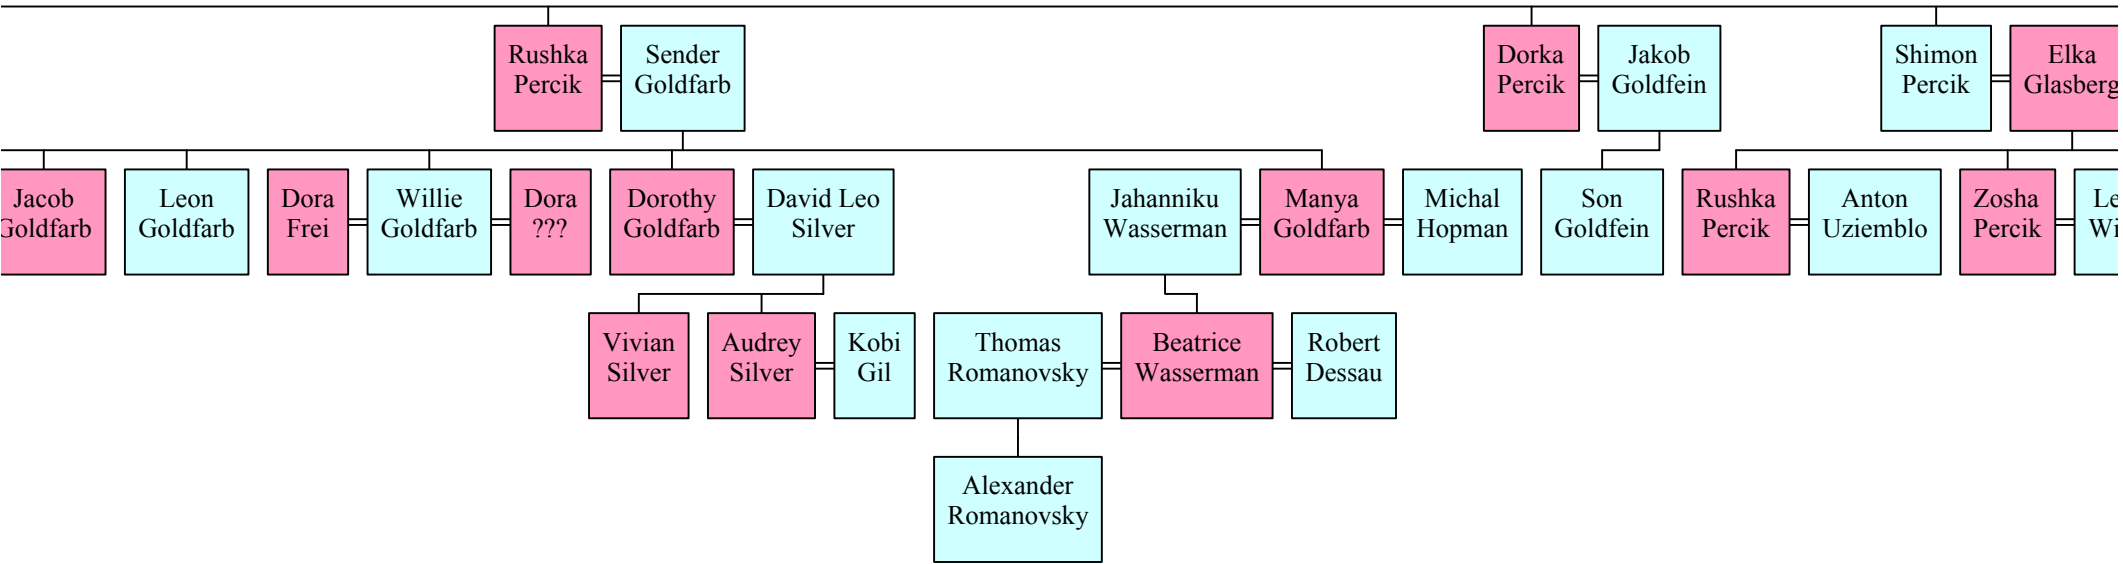 Rushka
Percik
Sender
Goldfarb
Dorka
Percik
Jakob
Goldfein
Shimon
Percik
Elka
Glasberg
Jacob
Goldfarb
Leon
Goldfarb
Dora
Frei
Willie
Goldfarb
Dora
???
Dorothy
Goldfarb
David Leo
Silver
Jahanniku
Wasserman
Manya
Goldfarb
Michal
Hopman
Son
Goldfein
Rushka
Percik
Anton
Uziemblo
Zosha
Percik
Vivian
Silver
Audrey
Silver
Kobi
Gil
Thomas
Romanovsky
Beatrice
Wasserman
Robert
Dessau
Alexander
Romanovsky